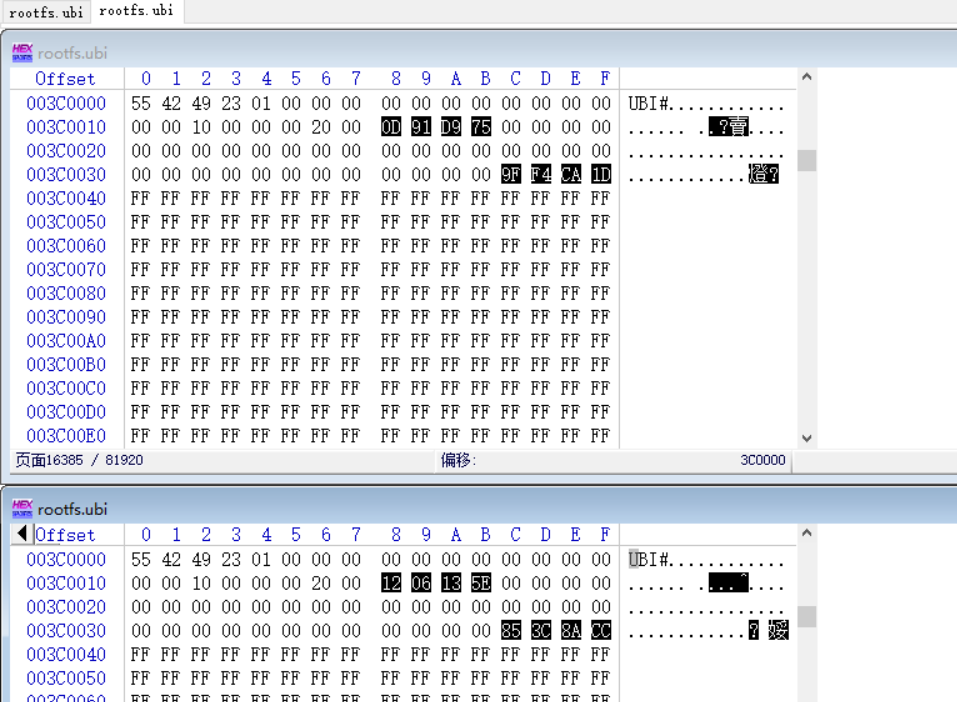 rootfs.ubi rootfs.ubi
HEX rootfs.ubi
Offset 0 1 2 3 4 5 6 7 8 9 A B C D E F
003C0000 55 42 49 23 01 00 00 00 00 00 00 00 00 00 00 00 UBI#............
003C0010 00 00 10 00 00 00 20 00 0D 91 D9 75 00 00 00 00 ...... ..?賣....
003C0020 00 00 00 00 00 00 00 00 00 00 00 00 00 00 00 00 ................
003C0030 00 00 00 00 00 00 00 00 00 00 00 00 9F F4 CA 1D ............?
003C0040 FF FF FF FF FF FF FF FF FF FF FF FF FF FF FF FF
003C0050 FF FF FF FF FF FF FF FF FF FF FF FF FF FF FF FF
003C0060 FF FF FF FF FF FF FF FF FF FF FF FF FF FF FF FF
003C0070 FF FF FF FF FF FF FF FF FF FF FF FF FF FF FF FF
003C0080 FF FF FF FF FF FF FF FF FF FF FF FF FF FF FF FF
003C0090 FF FF FF FF FF FF FF FF FF FF FF FF FF FF FF FF
003C00A0 FF FF FF FF FF FF FF FF FF FF FF FF FF FF FF FF
003C00B0 FF FF FF FF FF FF FF FF FF FF FF FF FF FF FF FF
003C00C0 FF FF FF FF FF FF FF FF FF FF FF FF FF FF FF FF
003C00D0 FF FF FF FF FF FF FF FF FF FF FF FF FF FF FF FF
003C00E0 FF FF FF FF FF FF FF FF FF FF FF FF FF FF FF FF
页面16385 / 81920 偏移: 3C0000
HEX rootfs.ubi
Offset 0 1 2 3 4 5 6 7 8 9 A B C D E F
003C0000 55 42 49 23 01 00 00 00 00 00 00 00 00 00 00 00 UBI#............
003C0010 00 00 10 00 00 00 20 00 12 06 13 5E 00 00 00 00 ...... ....^....
003C0020 00 00 00 00 00 00 00 00 00 00 00 00 00 00 00 00 ................
003C0030 00 00 00 00 00 00 00 00 00 00 00 00 85 3C 8A CC ............?
003C0040 FF FF FF FF FF FF FF FF FF FF FF FF FF FF FF FF
003C0050 FF FF FF FF FF FF FF FF FF FF FF FF FF FF FF FF
003C0060 FF FF FF FF FF FF FF FF FF FF FF FF FF FF FF FF